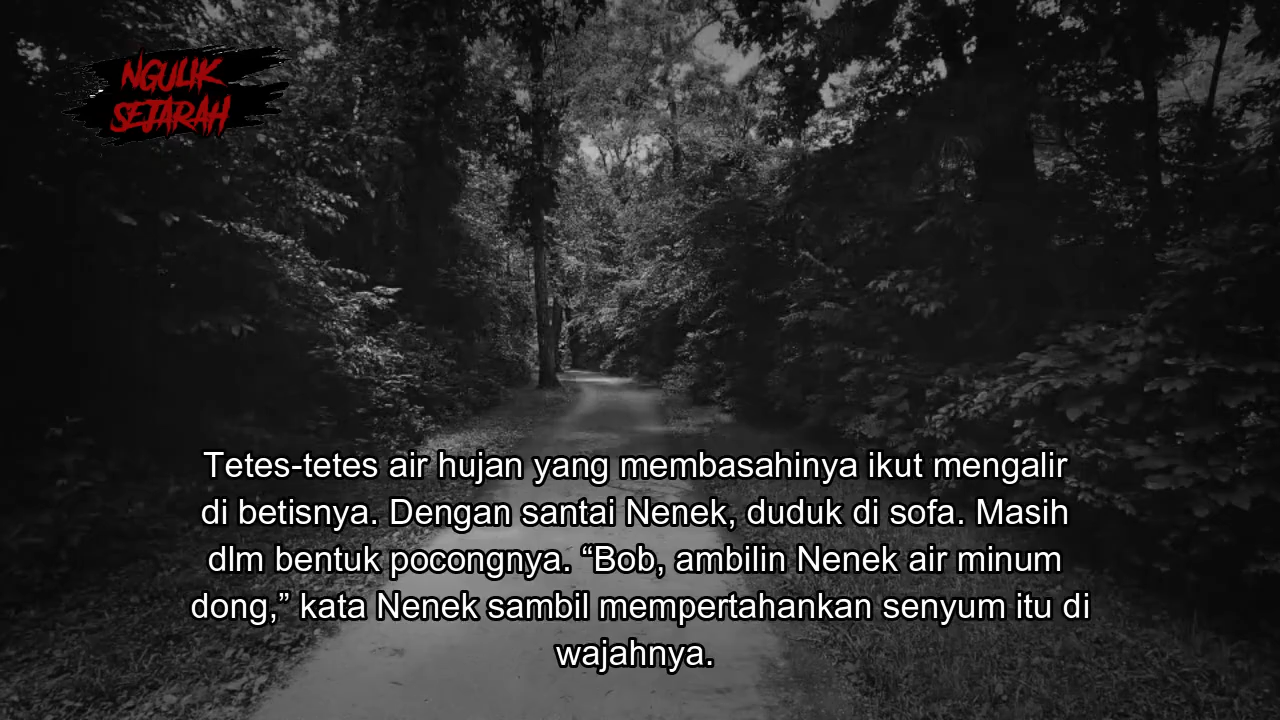 NGULIK
SEJARAH
Tetes-tetes air hujan yang membasahinya ikut mengalir
di betisnya. Dengan santai Nenek, duduk di sofa. Masih
dlm bentuk pocongnya. “Bob, ambilin Nenek air minum
dong,” kata Nenek sambil mempertahankan senyum itu di
wajahnya.